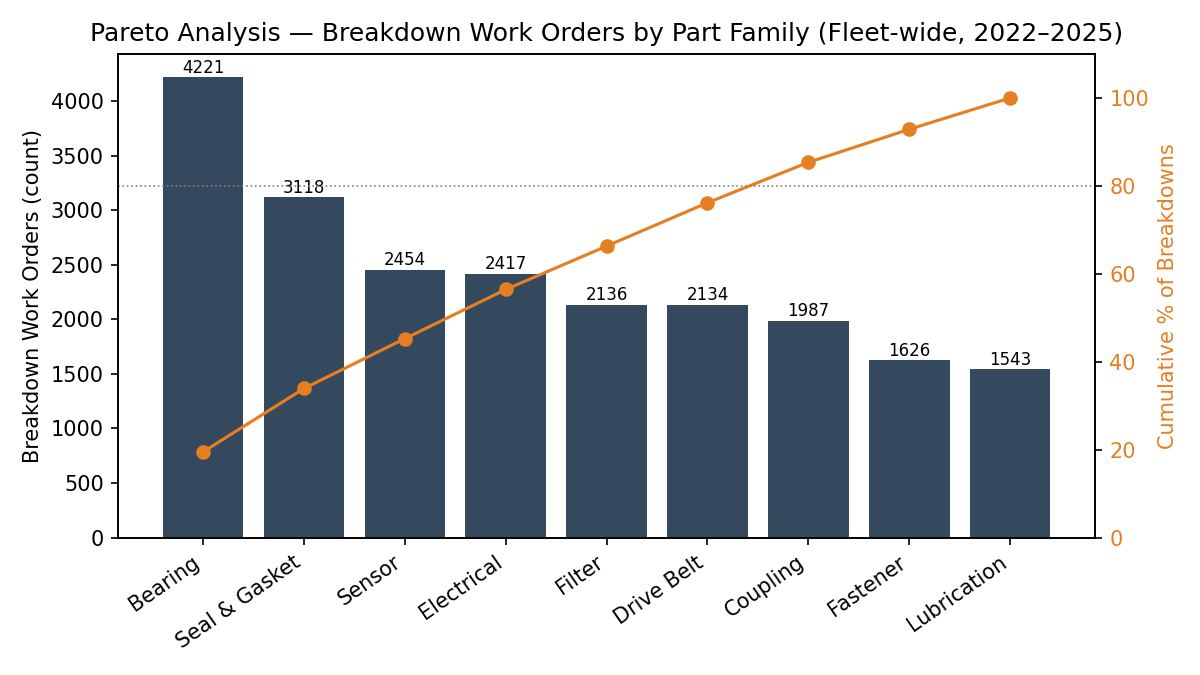 Pareto Analysis — Breakdown Work Orders by Part Family (Fleet-wide, 2022–2025)
Breakdown Work Orders (count)
4000
3500
3000
2500
2000
1500
1000
500
0
4221
3118
2454
2417
2136
2134
1987
1626
1543
100
80
60
40
20
0
Cumulative % of Breakdowns
Bearing
Seal & Gasket
Sensor
Electrical
Filter
Drive Belt
Coupling
Fastener
Lubrication